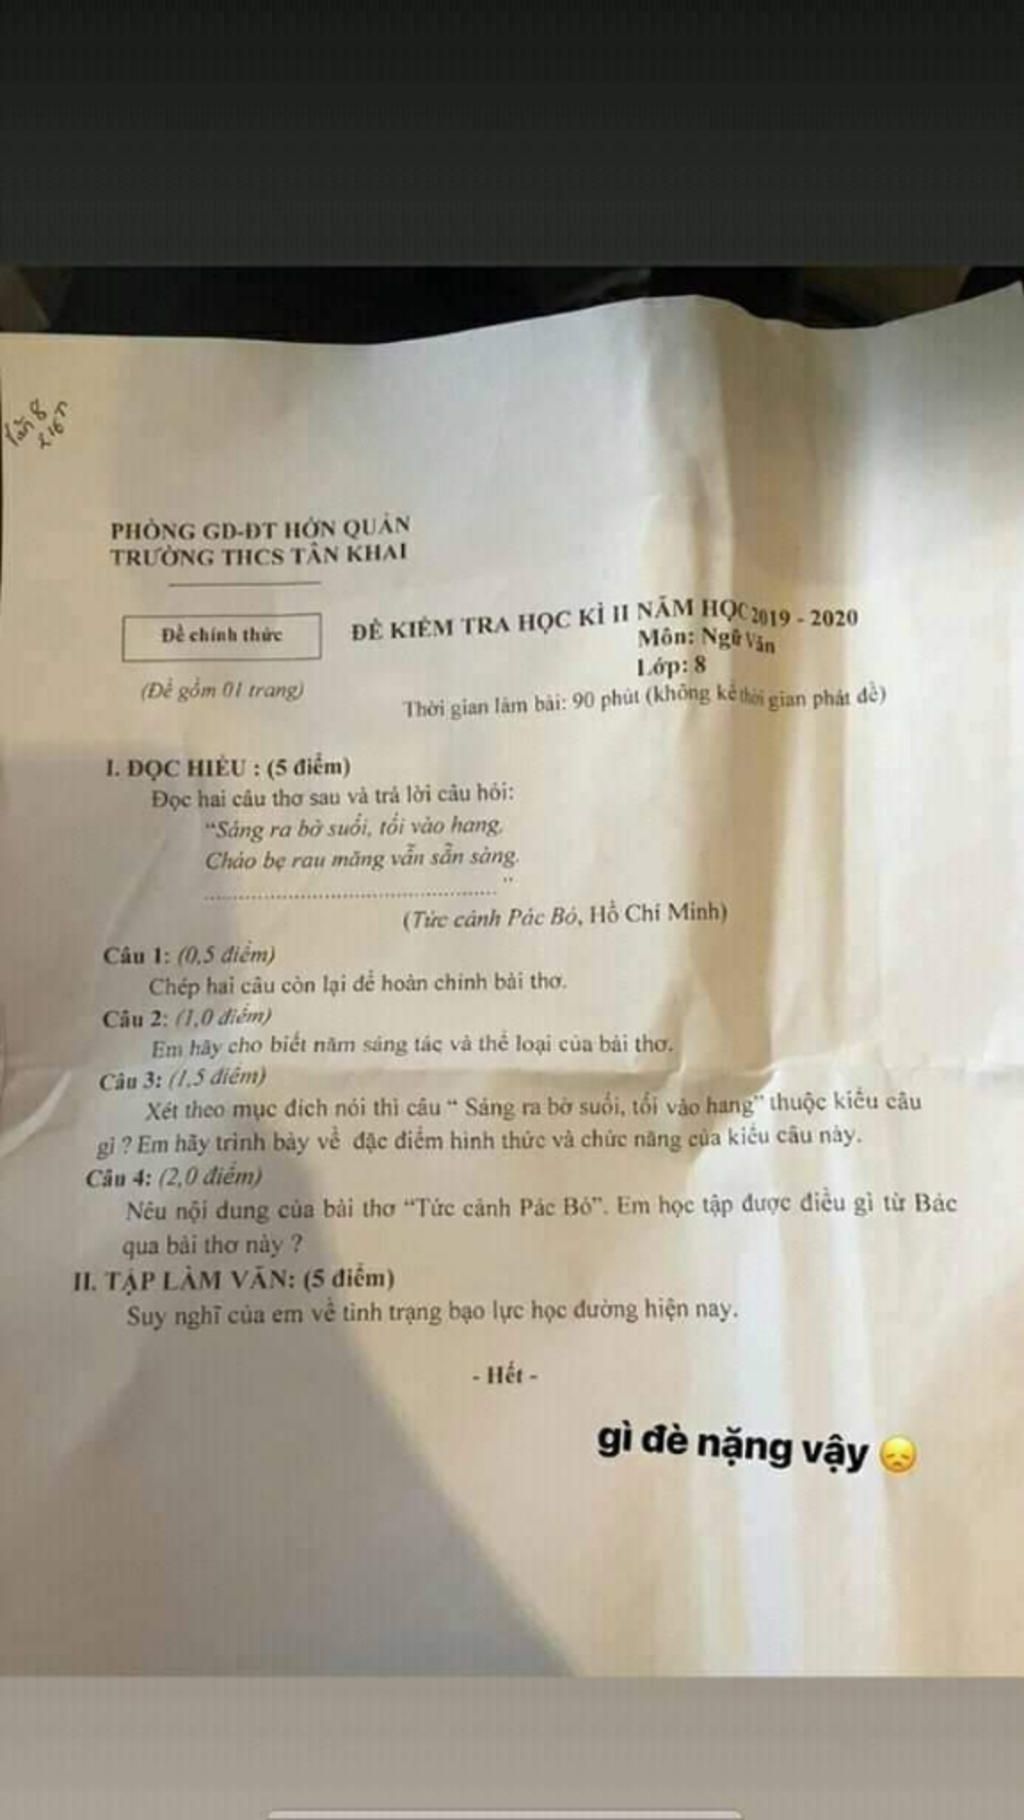 Văn 8
PHÒNG GD-ĐT HỚN QUẢN
TRƯỜNG THCS TÂN KHAI
Đề chính thức
ĐỀ KIỂM TRA HỌC KÌ II NĂM HỌC 2019 - 2020
Môn: Ngữ Văn
Lớp: 8
(Đề gồm 01 trang)
Thời gian làm bài: 90 phút (không kể thời gian phát đề)
I. ĐỌC HIỂU : (5 điểm)
Đọc hai câu thơ sau và trả lời câu hỏi:
“Sáng ra bờ suối, tối vào hang,
Cháo bẹ rau măng vẫn sẵn sàng.
.................................................”
(Tức cảnh Pác Bó, Hồ Chí Minh)
Câu 1: (0,5 điểm)
Chép hai câu còn lại để hoàn chỉnh bài thơ.
Câu 2: (1,0 điểm)
Em hãy cho biết năm sáng tác và thể loại của bài thơ.
Câu 3: (1,5 điểm)
Xét theo mục đích nói thì câu “ Sáng ra bờ suối, tối vào hang” thuộc kiểu câu
gì ? Em hãy trình bày về đặc điểm hình thức và chức năng của kiểu câu này.
Câu 4: (2,0 điểm)
Nêu nội dung của bài thơ “Tức cảnh Pác Bó”. Em học tập được điều gì từ Bác
qua bài thơ này ?
II. TẬP LÀM VĂN: (5 điểm)
Suy nghĩ của em về tình trạng bạo lực học đường hiện nay.
- Hết -
gì đè nặng vậy 😞